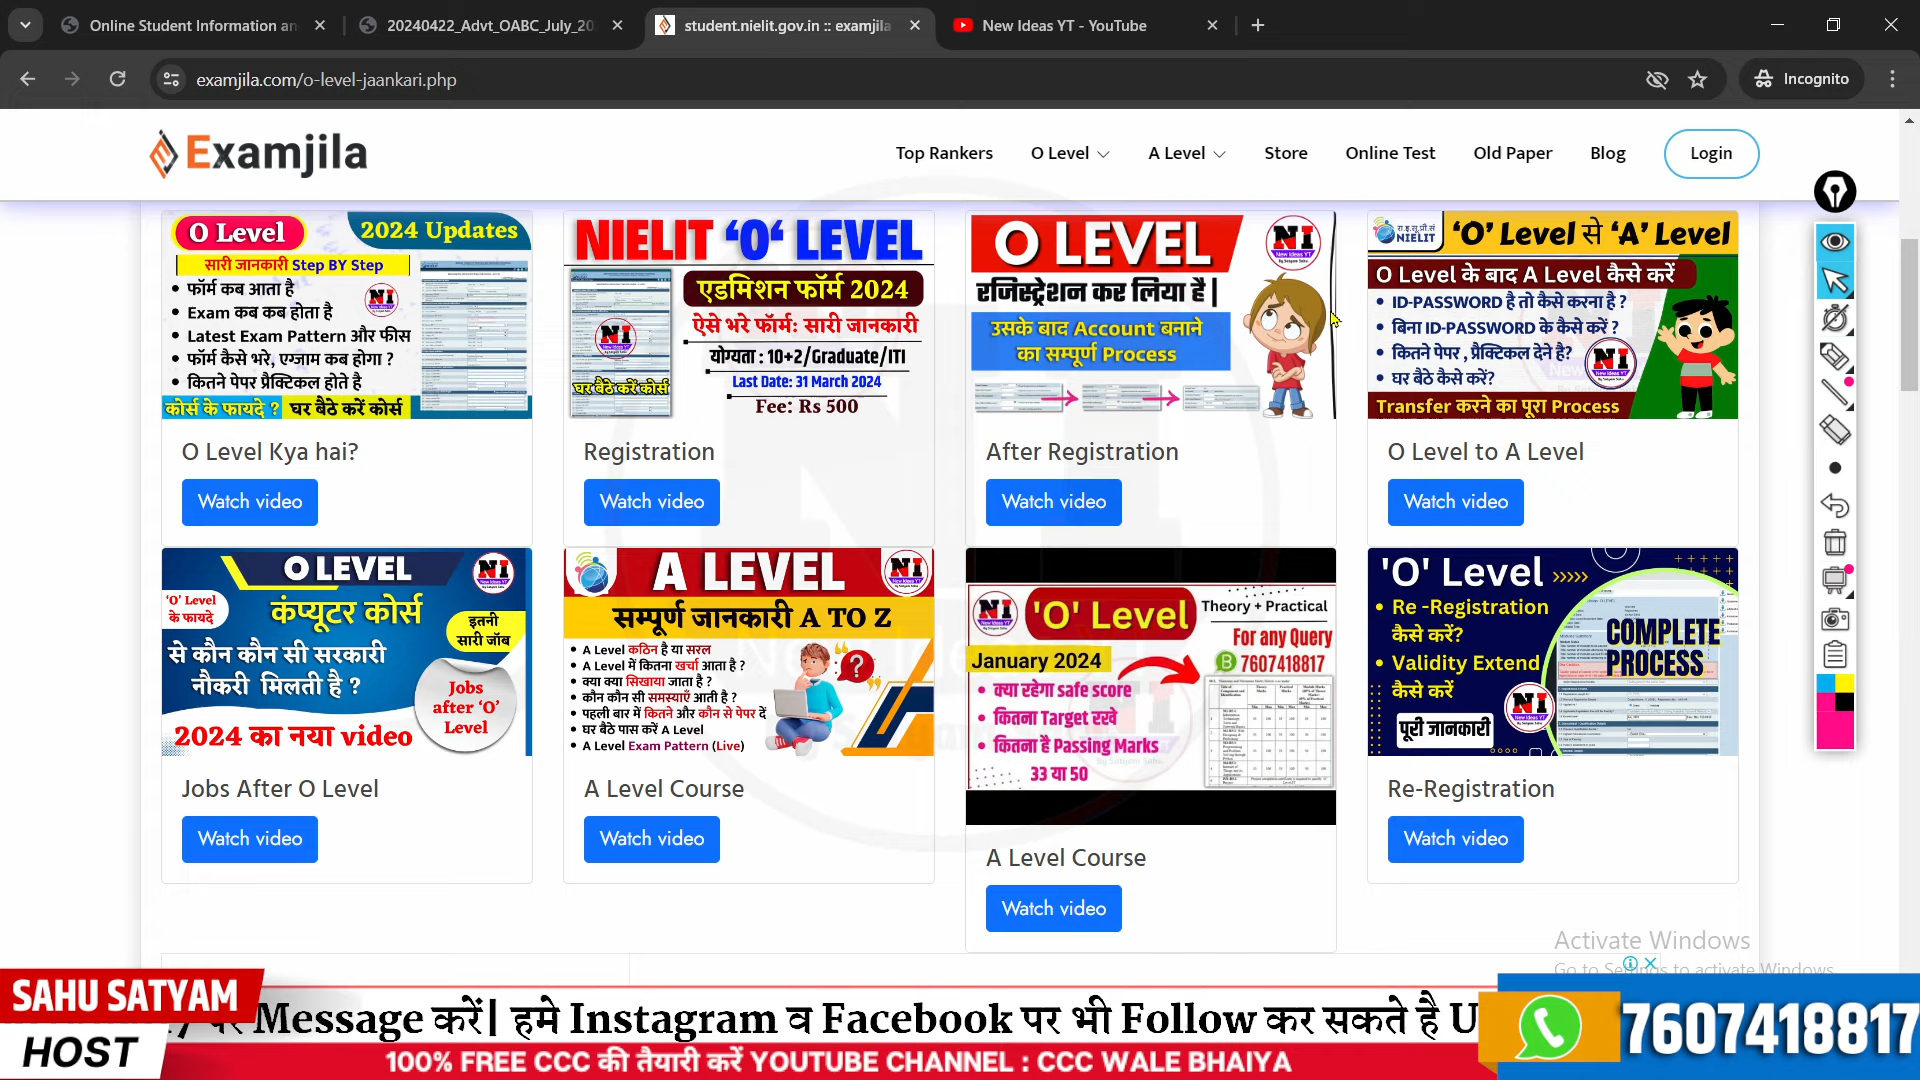 Online Student Information an
20240422_Advt_OABC_July_20
student.nielit.gov.in :: examjila
New Ideas YT - YouTube
examjila.com/o-level-jaankari.php
Incognito
Examjila
Top Rankers
O Level
A Level
Store
Online Test
Old Paper
Blog
Login
O Level
2024 Updates
सारी जानकारी Step BY Step
• फॉर्म कब आता है
• Exam कब कब होता है
• Latest Exam Pattern और फीस
• फॉर्म कैसे भरे, एग्जाम कब होगा ?
• कितने पेपर प्रैक्टिकल होते है
कोर्स के फायदे ? घर बैठे करें कोर्स
O Level Kya hai?
Watch video
NIELIT ‘O‘ LEVEL
एडमिशन फॉर्म 2024
ऐसे भरे फॉर्म: सारी जानकारी
योग्यता : 10+2/Graduate/ITI
Last Date: 31 March 2024
Fee: Rs 500
घर बैठे करें कोर्स
Registration
Watch video
O LEVEL
रजिस्ट्रेशन कर लिया है |
उसके बाद Account बनाने
का सम्पूर्ण Process
After Registration
Watch video
रा.इ.सू.प्रौ.सं
NIELIT
‘O’ Level से ‘A’ Level
O Level के बाद A Level कैसे करें
• ID-PASSWORD है तो कैसे करना है ?
• बिना ID-PASSWORD के कैसे करें ?
• कितने पेपर , प्रैक्टिकल देने है?
• घर बैठे कैसे करें?
Transfer करने का पूरा Process
O Level to A Level
Watch video
O LEVEL
'O' Level
के फायदे
कंप्यूटर कोर्स
इतनी
सारी जॉब
से कौन कौन सी सरकारी
नौकरी मिलती है ?
Jobs
after ‘O’
Level
2024 का नया video
Jobs After O Level
Watch video
A LEVEL
सम्पूर्ण जानकारी A TO Z
• A Level कठिन है या सरल
• A Level में कितना खर्चा आता है ?
• क्या क्या सिखाया जाता है ?
• कौन कौन सी समस्याएँ आती है ?
• पहली बार में कितने और कौन से पेपर दें
• घर बैठे पास करें A Level
• A Level Exam Pattern (Live)
A Level Course
Watch video
'O' Level
Theory + Practical
For any Query
7607418817
January 2024
• क्या रहेगा safe score
• कितना Target रखे
• कितना है Passing Marks
33 या 50
A Level Course
Watch video
'O' Level
• Re -Registration
कैसे करें?
• Validity Extend
कैसे करें
COMPLETE
PROCESS
पूरी जानकारी
Re-Registration
Watch video
Activate Windows
Go to Settings to activate Windows.
SAHU SATYAM
HOST
पर Message करें| हमे Instagram व Facebook पर भी Follow कर सकते है U
7607418817
100% FREE CCC की तैयारी करें YOUTUBE CHANNEL : CCC WALE BHAIYA